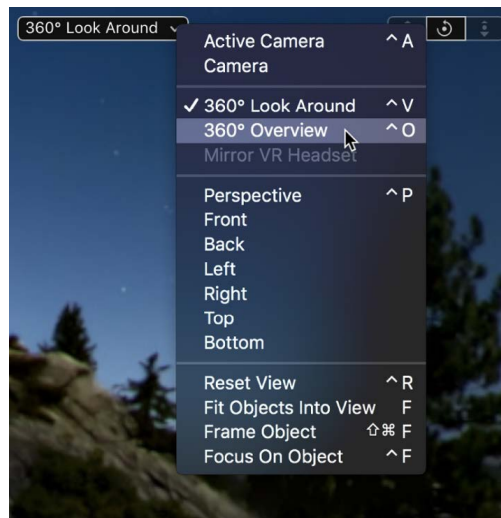 360° Look Around
Active Camera ^ A
Camera
✓ 360° Look Around ^ V
360° Overview ^ O
Mirror VR Headset
Perspective ^ P
Front
Back
Left
Right
Top
Bottom
Reset View ^ R
Fit Objects Into View F
Frame Object ⇧⌘ F
Focus On Object ^ F